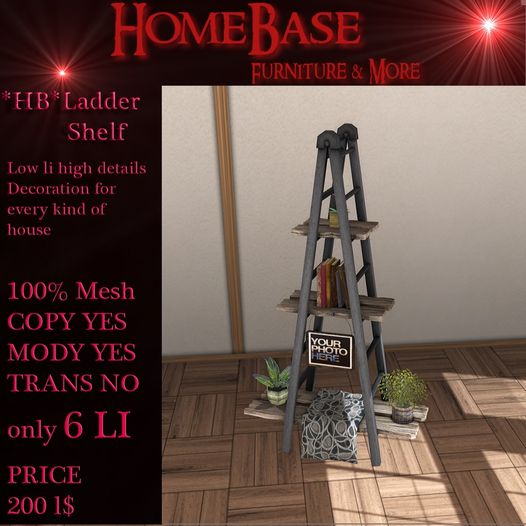 HOMEBASE
FURNITURE & MORE
*HB*Ladder
Shelf
Low li high details
Decoration for
every kind of
house
100% Mesh
COPY YES
MODY YES
TRANS NO
only 6 LI
PRICE
200 l$
YOUR
PHOTO
HERE